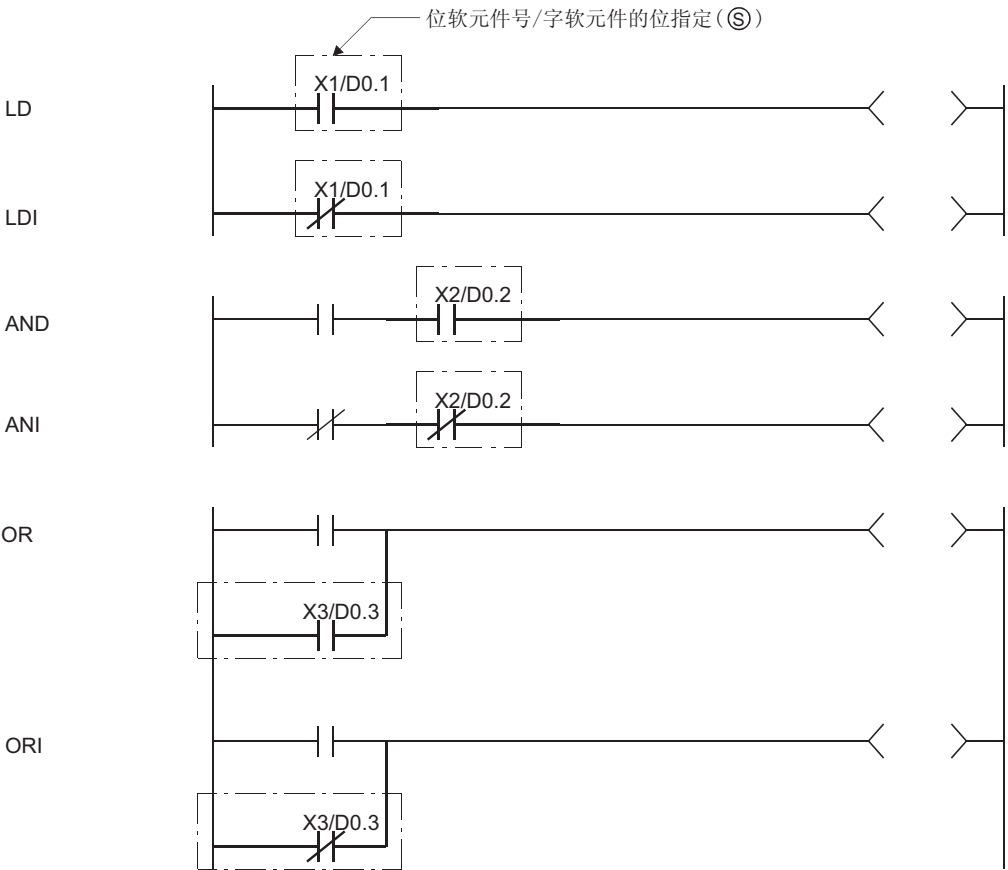 位软元件号/字软元件的位指定(Ⓢ)
X1/D0.1
LD
X1/D0.1
LDI
X2/D0.2
AND
X2/D0.2
ANI
OR
X3/D0.3
ORI
X3/D0.3